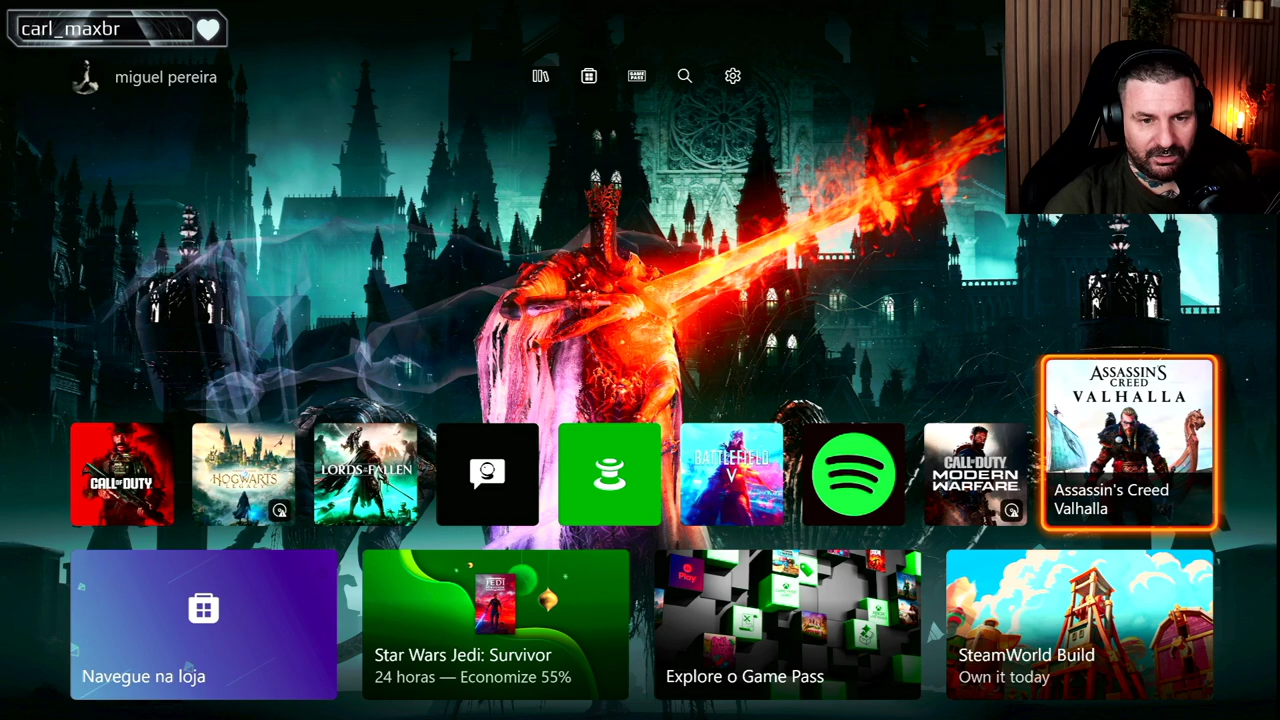 carl_maxbr
miguel pereira
GAME PASS
ASSASSIN'S
CREED
VALHALLA
Assassin's Creed
Valhalla
CALL OF DUTY
HOGWARTS
LEGACY
LORDS OF THE FALLEN
BATTLEFIELD
V
CALL OF DUTY
MODERN
WARFARE
Navegue na loja
JEDI
Star Wars Jedi: Survivor
24 horas — Economize 55%
Play
Explore o Game Pass
SteamWorld Build
Own it today